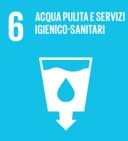 6 ACQUA PULITA E SERVIZI
IGIENICO-SANITARI